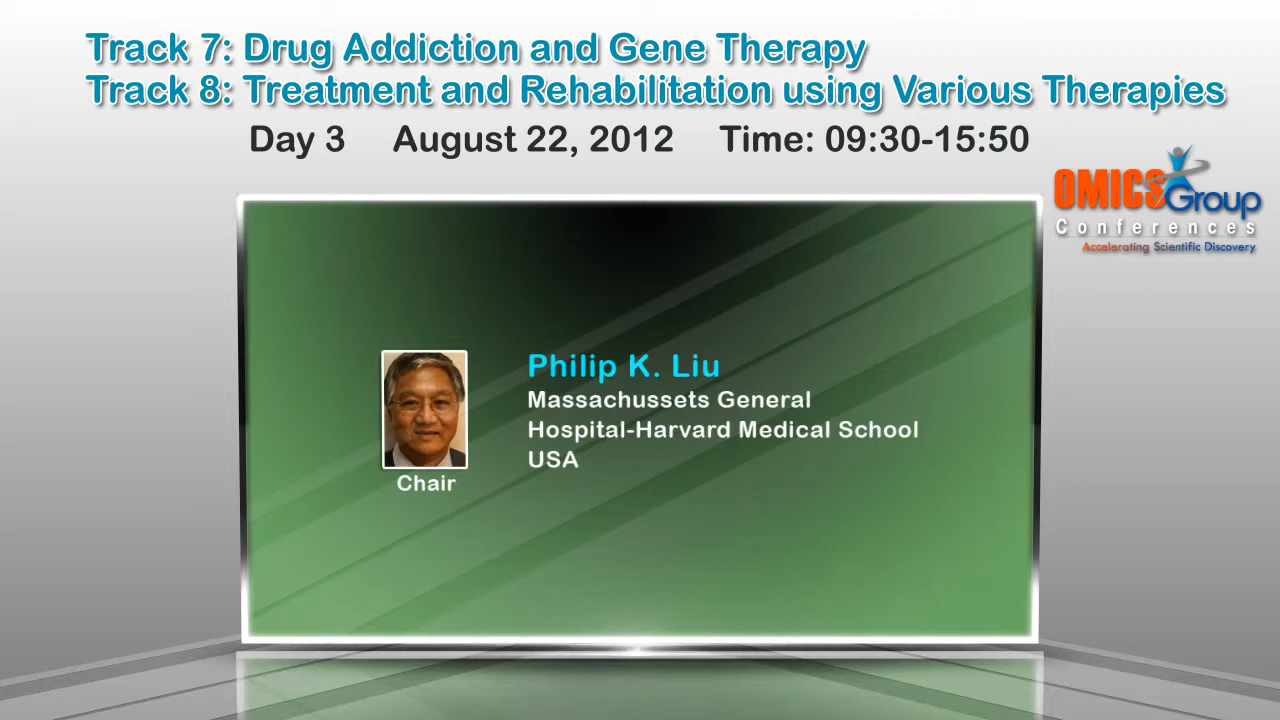 Track 7: Drug Addiction and Gene Therapy
Track 8: Treatment and Rehabilitation using Various Therapies
Day 3 August 22, 2012 Time: 09:30-15:50
OMICS Group
Conferences
Accelerating Scientific Discovery
Philip K. Liu
Massachussets General
Hospital-Harvard Medical School
USA
Chair